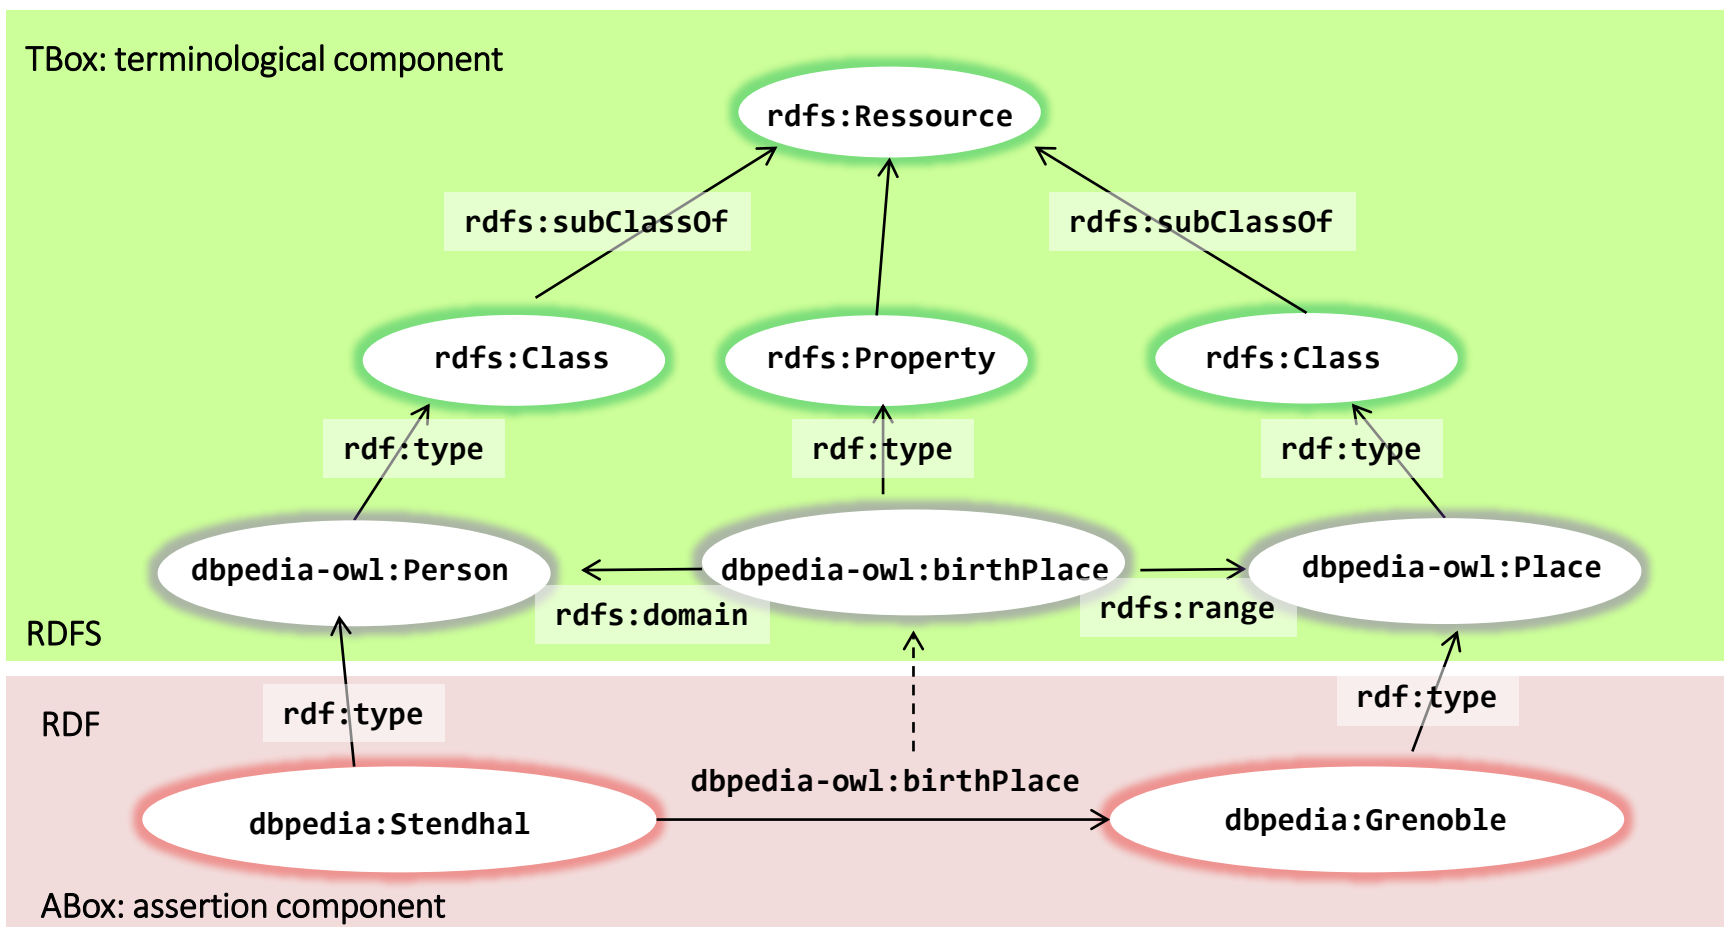 TBox: terminological component
rdfs:Ressource
rdfs:subClassOf
rdfs:subClassOf
rdfs:Class
rdfs:Property
rdfs:Class
rdf:type
rdf:type
rdf:type
dbpedia-owl:Person
dbpedia-owl:birthPlace
dbpedia-owl:Place
rdfs:domain
rdfs:range
RDFS
RDF
rdf:type
rdf:type
dbpedia-owl:birthPlace
dbpedia:Stendhal
dbpedia:Grenoble
ABox: assertion component